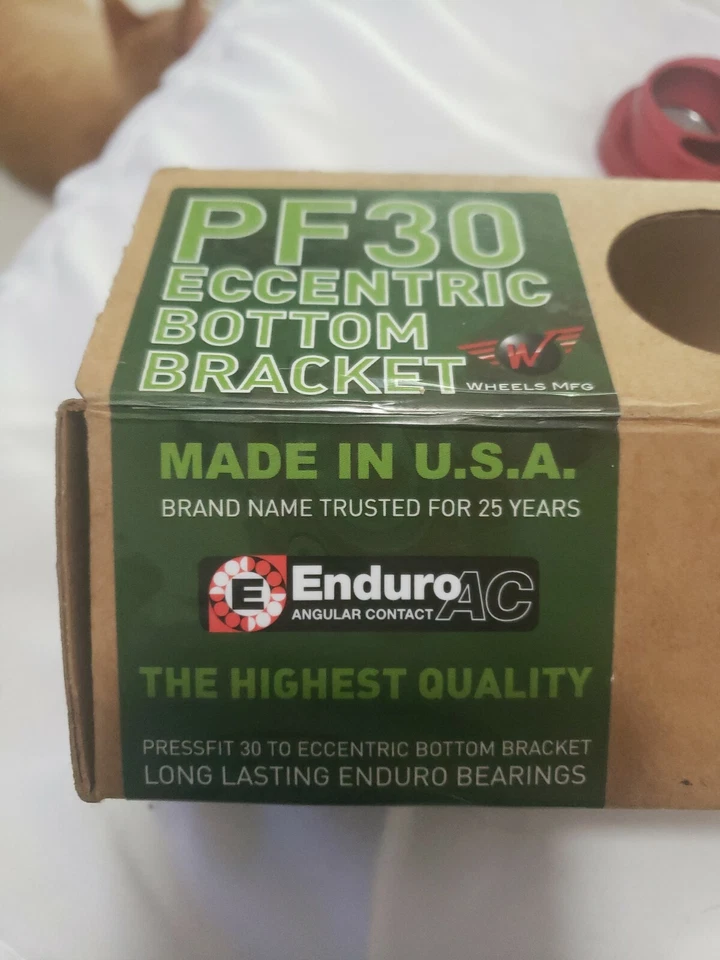 PF30
ECCENTRIC
BOTTOM
BRACKET
W
WHEELS MFG
MADE IN U.S.A.
BRAND NAME TRUSTED FOR 25 YEARS
E
Enduro AC
ANGULAR CONTACT
THE HIGHEST QUALITY
PRESSFIT 30 TO ECCENTRIC BOTTOM BRACKET
LONG LASTING ENDURO BEARINGS